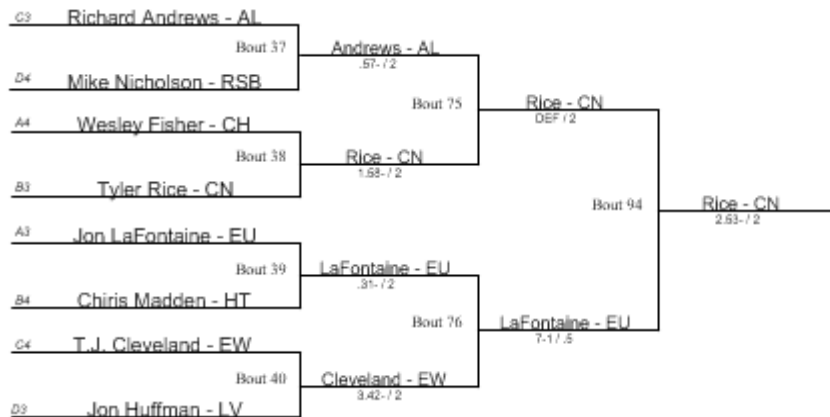 C3 Richard Andrews - AL
Bout 37 Andrews - AL
.57- / 2
D4 Mike Nicholson - RSB
Bout 75 Rice - CN
DEF / 2
A4 Wesley Fisher - CH
Bout 38 Rice - CN
1.58- / 2
B3 Tyler Rice - CN
Bout 94 Rice - CN
2.53- / 2
A3 Jon LaFontaine - EU
Bout 39 LaFontaine - EU
.31- / 2
B4 Chiris Madden - HT
Bout 76 LaFontaine - EU
7-1 / .5
C4 T.J. Cleveland - EW
Bout 40 Cleveland - EW
3.42- / 2
D3 Jon Huffman - LV